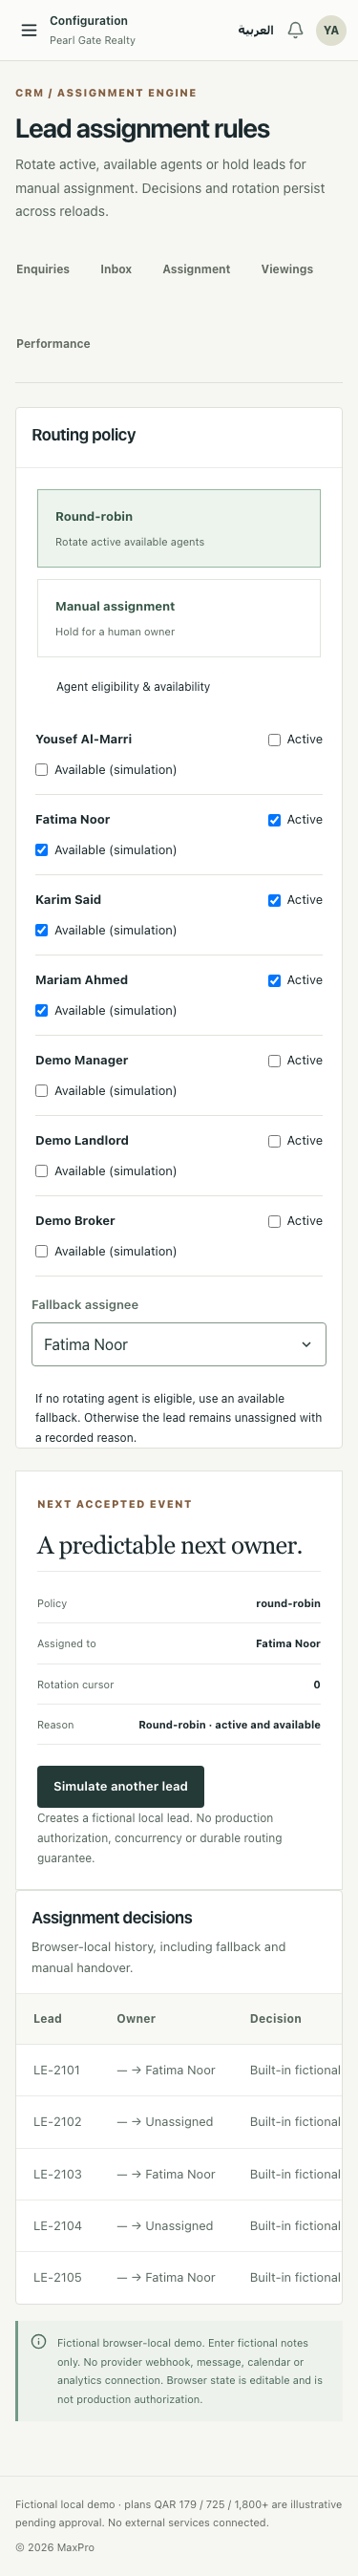 Configuration
Pearl Gate Realty
العربية
YA
CRM / ASSIGNMENT ENGINE
Lead assignment rules
Rotate active, available agents or hold leads for
manual assignment. Decisions and rotation persist
across reloads.
Enquiries Inbox Assignment Viewings
Performance
Routing policy
Round-robin
Rotate active available agents
Manual assignment
Hold for a human owner
Agent eligibility & availability
Yousef Al-Marri Active
Available (simulation)
Fatima Noor Active
Available (simulation)
Karim Said Active
Available (simulation)
Mariam Ahmed Active
Available (simulation)
Demo Manager Active
Available (simulation)
Demo Landlord Active
Available (simulation)
Demo Broker Active
Available (simulation)
Fallback assignee
Fatima Noor
If no rotating agent is eligible, use an available
fallback. Otherwise the lead remains unassigned with
a recorded reason.
NEXT ACCEPTED EVENT
A predictable next owner.
Policy round-robin
Assigned to Fatima Noor
Rotation cursor 0
Reason Round-robin · active and available
Simulate another lead
Creates a fictional local lead. No production
authorization, concurrency or durable routing
guarantee.
Assignment decisions
Browser-local history, including fallback and
manual handover.
Lead Owner Decision
LE-2101 — → Fatima Noor Built-in fictional
LE-2102 — → Unassigned Built-in fictional
LE-2103 — → Fatima Noor Built-in fictional
LE-2104 — → Unassigned Built-in fictional
LE-2105 — → Fatima Noor Built-in fictional
Fictional browser-local demo. Enter fictional notes
only. No provider webhook, message, calendar or
analytics connection. Browser state is editable and is
not production authorization.
Fictional local demo · plans QAR 179 / 725 / 1,800+ are illustrative
pending approval. No external services connected.
© 2026 MaxPro